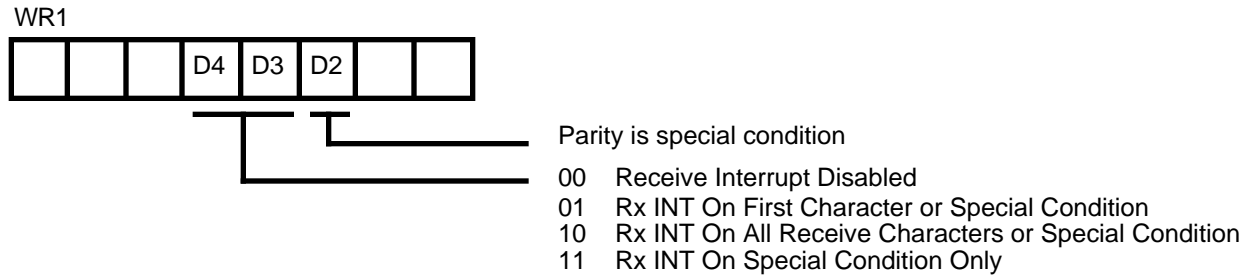 WR1
D4 D3 D2
Parity is special condition
00 Receive Interrupt Disabled
01 Rx INT On First Character or Special Condition
10 Rx INT On All Receive Characters or Special Condition
11 Rx INT On Special Condition Only